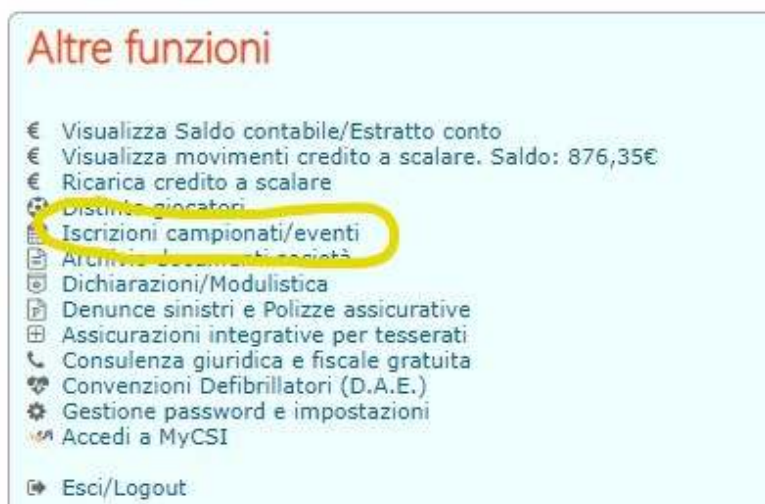 Altre funzioni
€ Visualizza Saldo contabile/Estratto conto
€ Visualizza movimenti credito a scalare. Saldo: 876,35€
€ Ricarica credito a scalare
Distinte giocatori
Iscrizioni campionati/eventi
Archivio documenti società
Dichiarazioni/Modulistica
Denunce sinistri e Polizze assicurative
Assicurazioni integrative per tesserati
Consulenza giuridica e fiscale gratuita
Convenzioni Defibrillatori (D.A.E.)
Gestione password e impostazioni
Accedi a MyCSI
Esci/Logout